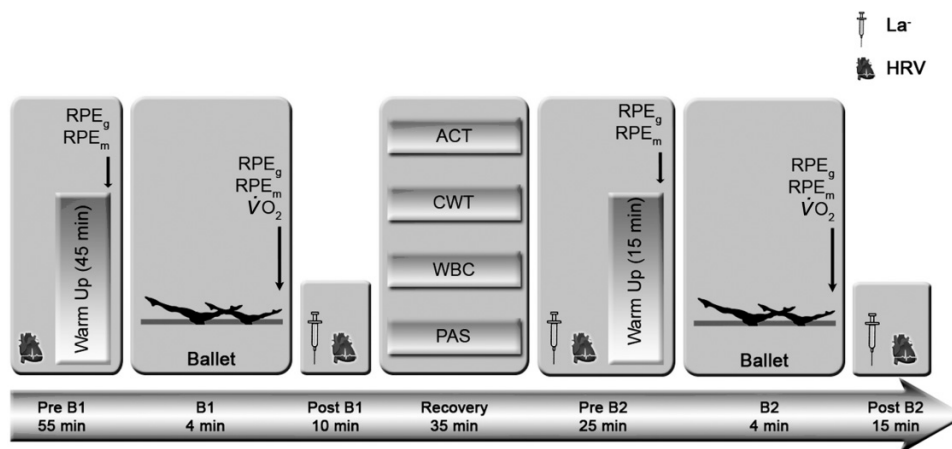 La⁻
HRV
RPEg
RPEm
Warm Up (45 min)
RPEg
RPEm
V̇O₂
Ballet
ACT
CWT
WBC
PAS
RPEg
RPEm
Warm Up (15 min)
RPEg
RPEm
V̇O₂
Ballet
Pre B1
55 min
B1
4 min
Post B1
10 min
Recovery
35 min
Pre B2
25 min
B2
4 min
Post B2
15 min